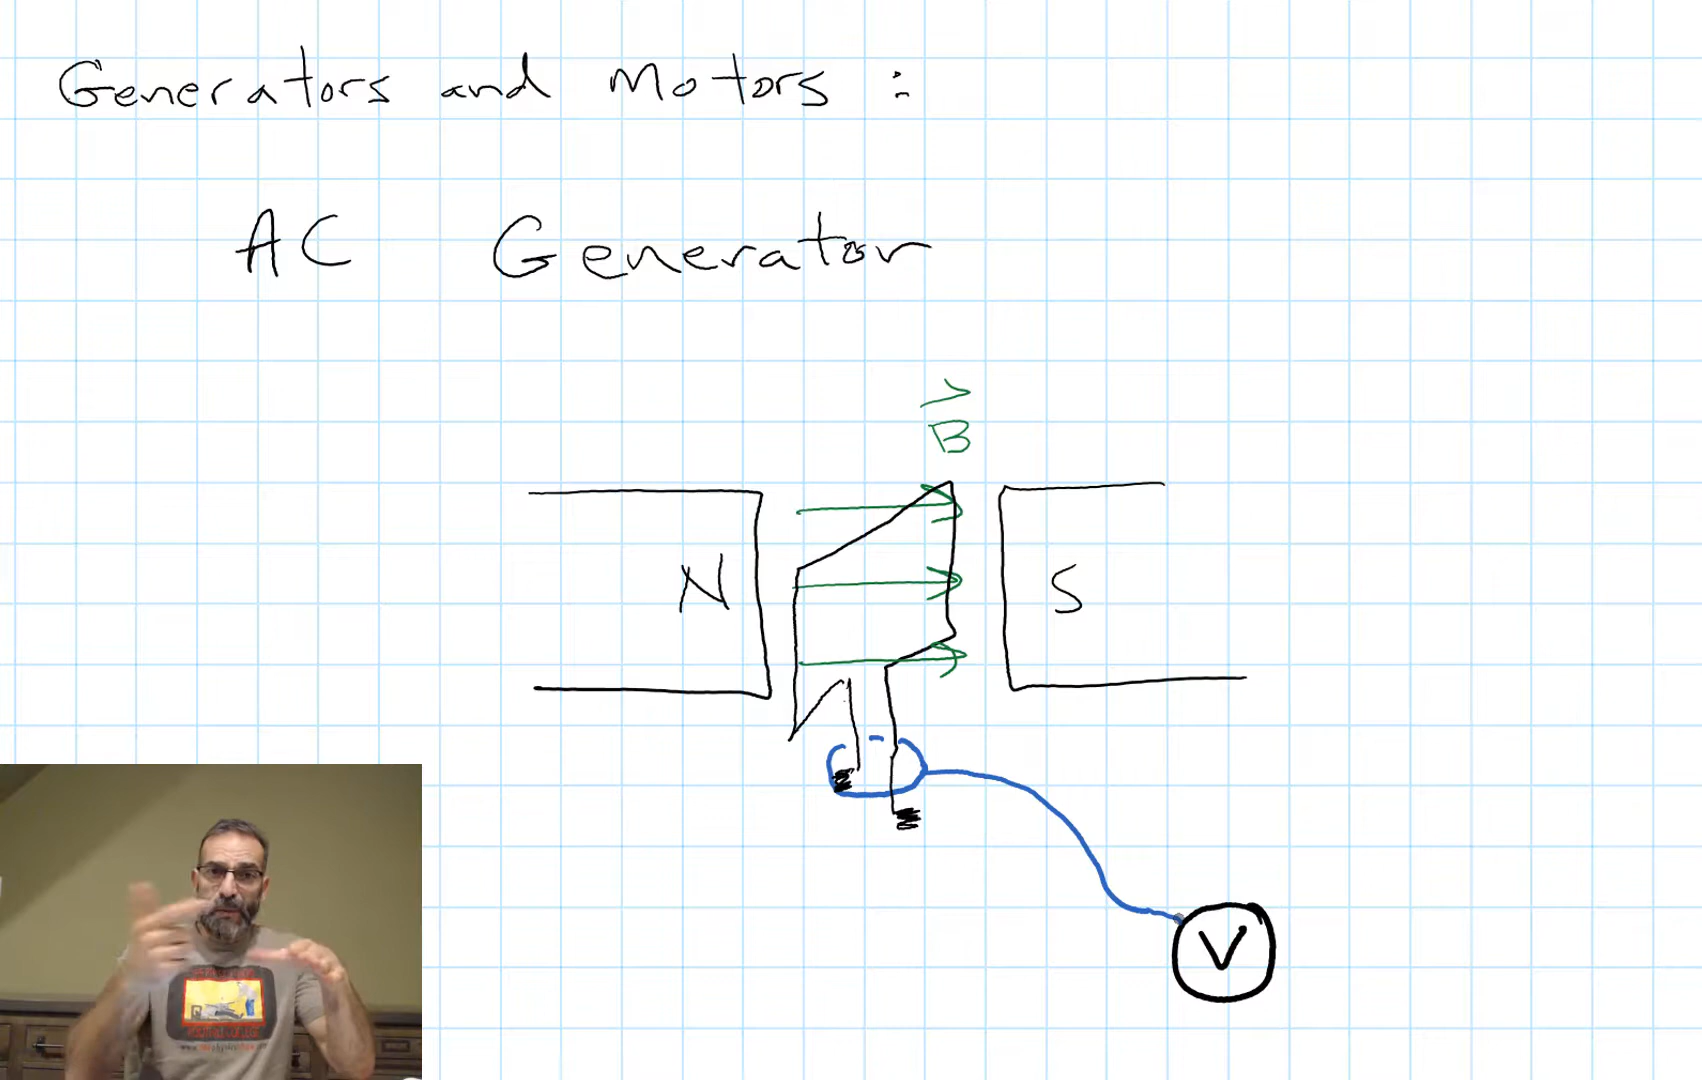 Generators and Motors :
AC Generator
B
N
S
V